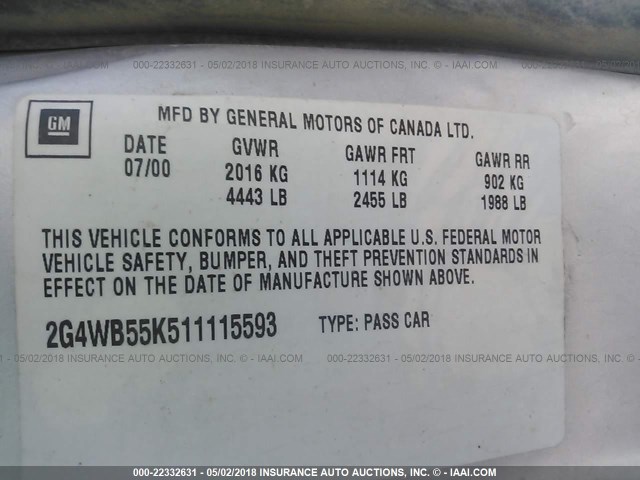 000-22332631 - 05/02/2018 INSURANCE AUTO AUCTIONS, INC. - © - IAAI.COM
GM
MFD BY GENERAL MOTORS OF CANADA LTD.
DATE GVWR GAWR FRT GAWR RR
07/00 2016 KG 1114 KG 902 KG
4443 LB 2455 LB 1988 LB
THIS VEHICLE CONFORMS TO ALL APPLICABLE U.S. FEDERAL MOTOR
VEHICLE SAFETY, BUMPER, AND THEFT PREVENTION STANDARDS IN
EFFECT ON THE DATE OF MANUFACTURE SHOWN ABOVE.
2G4WB55K511115593 TYPE: PASS CAR
000-22332631 - 05/02/2018 INSURANCE AUTO AUCTIONS, INC. - © - IAAI.COM
000-22332631 - 05/02/2018 INSURANCE AUTO AUCTIONS, INC. - © - IAAI.COM